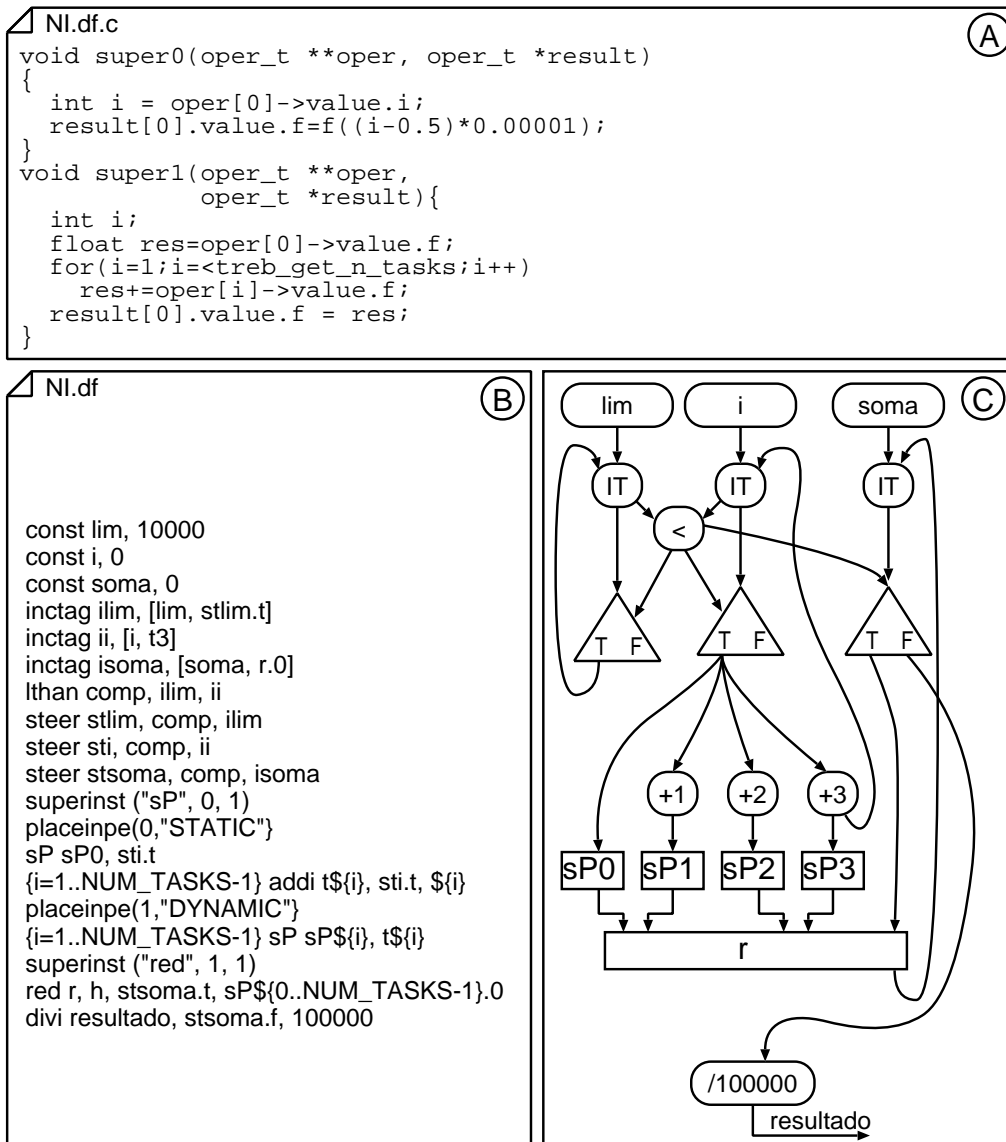 NI.df.c
A
void super0(oper_t **oper, oper_t *result)
{
  int i = oper[0]->value.i;
  result[0].value.f=f((i-0.5)*0.00001);
}
void super1(oper_t **oper,
            oper_t *result){
  int i;
  float res=oper[0]->value.f;
  for(i=1;i=<treb_get_n_tasks;i++)
    res+=oper[i]->value.f;
  result[0].value.f = res;
}
NI.df
B
const lim, 10000
const i, 0
const soma, 0
inctag ilim, [lim, stlim.t]
inctag ii, [i, t3]
inctag isoma, [soma, r.0]
lthan comp, ilim, ii
steer stlim, comp, ilim
steer sti, comp, ii
steer stsoma, comp, isoma
superinst ("sP", 0, 1)
placeinpe(0,"STATIC"}
sP sP0, sti.t
{i=1..NUM_TASKS-1} addi t${i}, sti.t, ${i}
placeinpe(1,"DYNAMIC"}
{i=1..NUM_TASKS-1} sP sP${i}, t${i}
superinst ("red", 1, 1)
red r, h, stsoma.t, sP${0..NUM_TASKS-1}.0
divi resultado, stsoma.f, 100000
C
lim i soma
IT IT IT
<
T F T F T F
+1 +2 +3
sP0 sP1 sP2 sP3
r
/100000
resultado